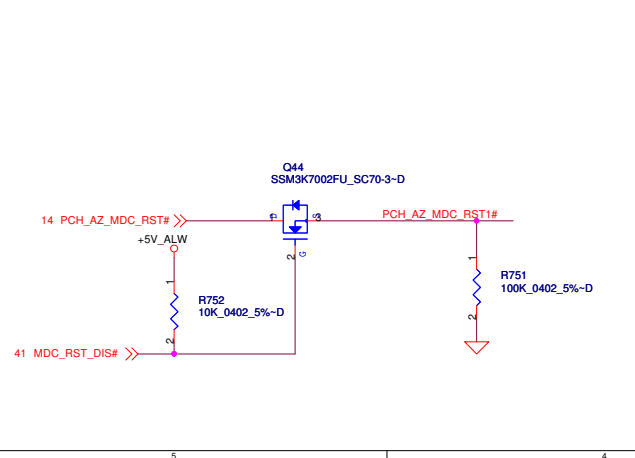 Q44
SSM3K7002FU_SC70-3~D
14 PCH_AZ_MDC_RST#
D
S
3
PCH_AZ_MDC_RST1#
+5V_ALW
2
G
1
R752
10K_0402_5%~D
2
1
R751
100K_0402_5%~D
2
41 MDC_RST_DIS#
5
4